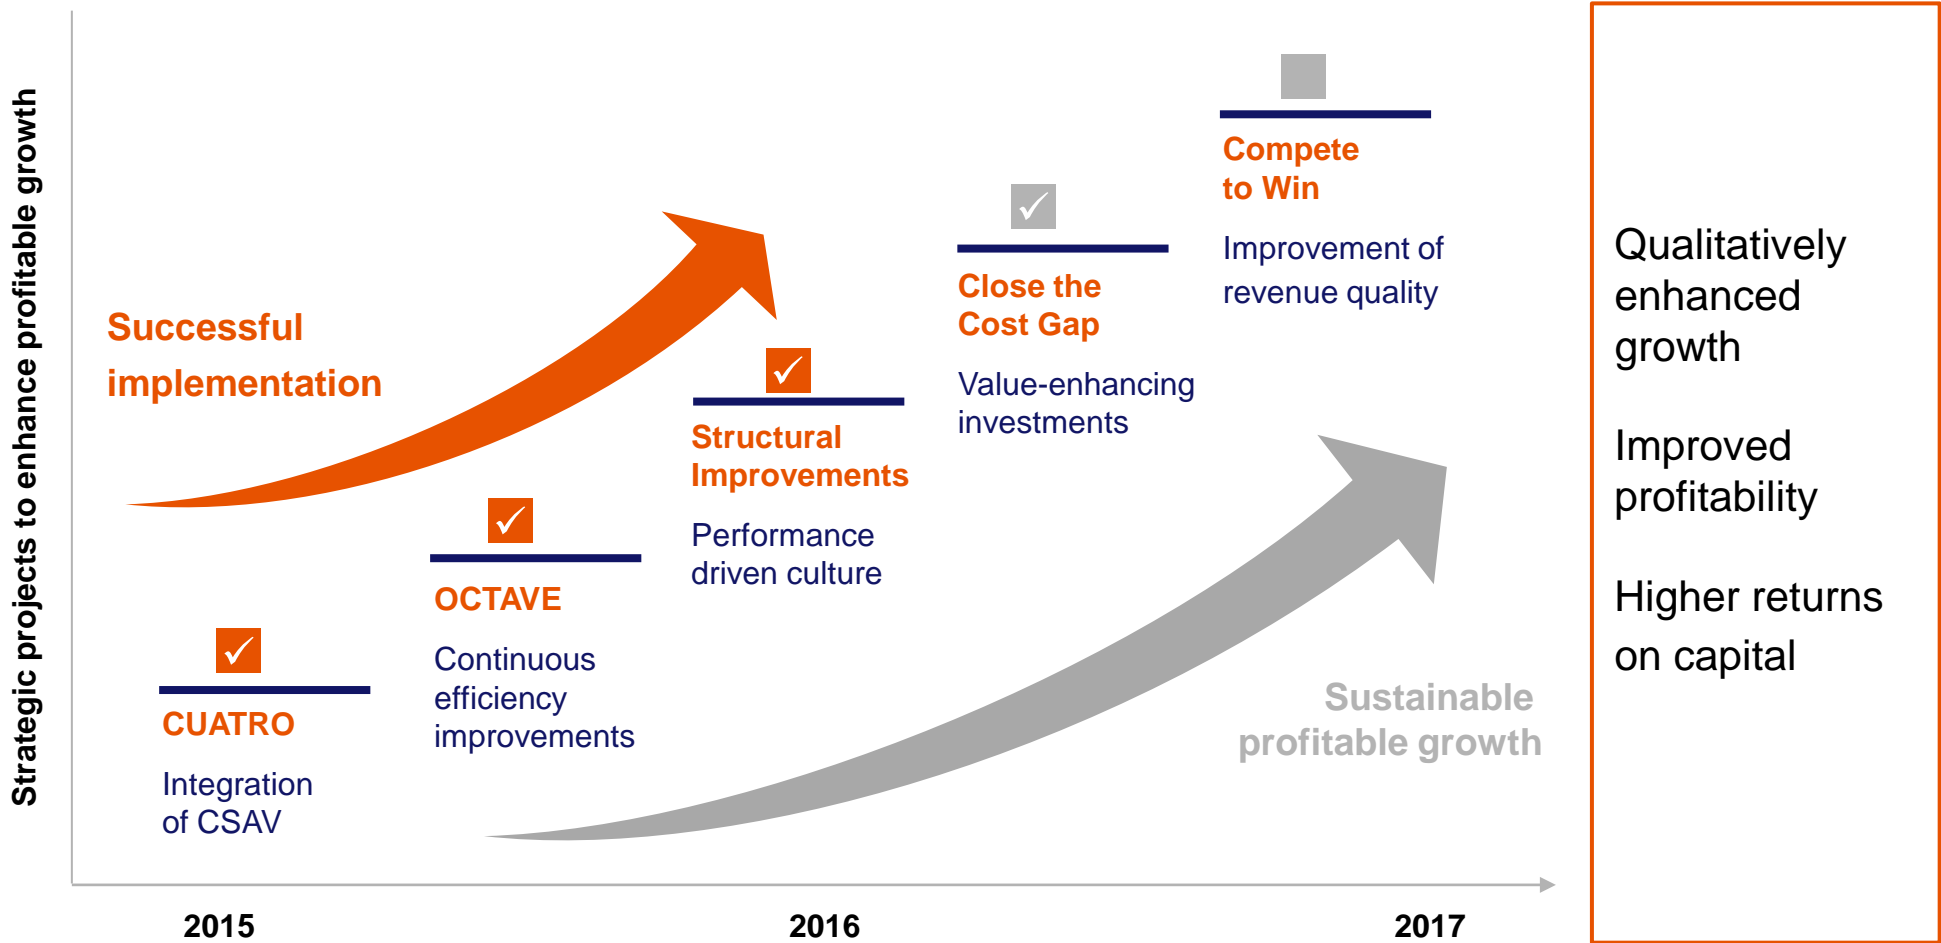 Strategic projects to enhance profitable growth
Successful
implementation
CUATRO
Integration
of CSAV
OCTAVE
Continuous
efficiency
improvements
Structural
Improvements
Performance
driven culture
Close the
Cost Gap
Value-enhancing
investments
Compete
to Win
Improvement of
revenue quality
Sustainable
profitable growth
2015
2016
2017
Qualitatively
enhanced
growth
Improved
profitability
Higher returns
on capital